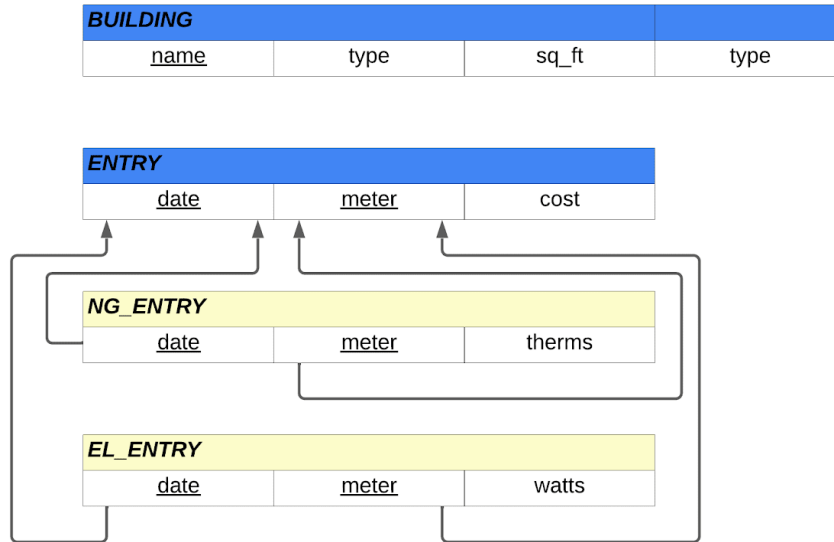 BUILDING
name type sq_ft type
ENTRY
date meter cost
NG_ENTRY
date meter therms
EL_ENTRY
date meter watts